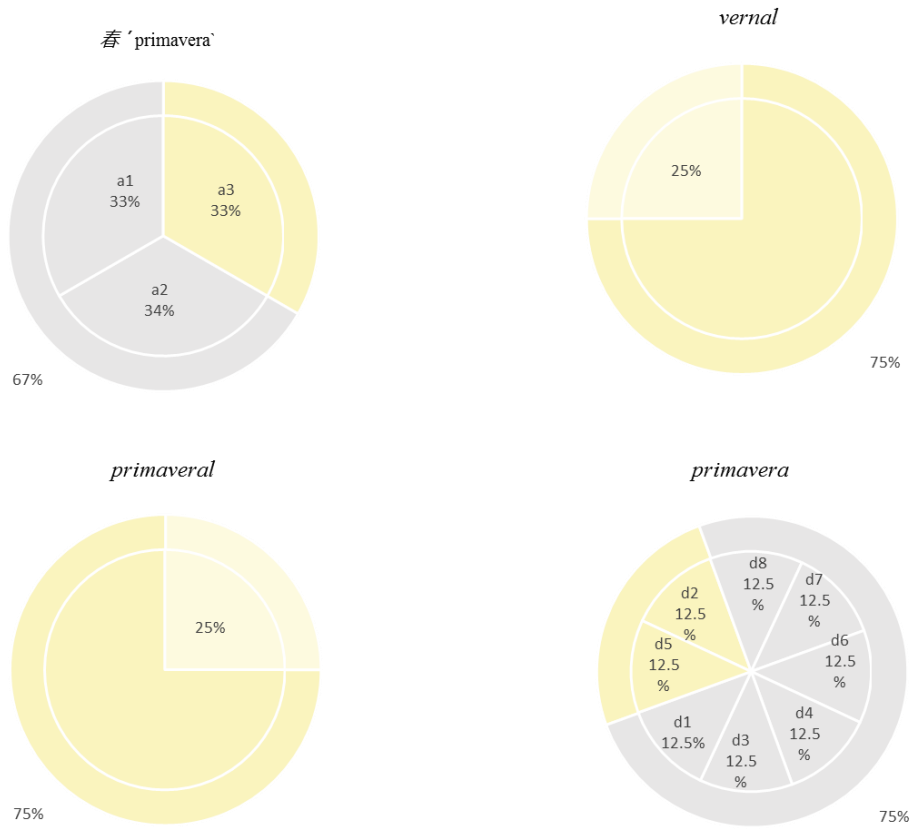 春 ´primavera`
a1
33%
a3
33%
a2
34%
67%
vernal
25%
75%
primaveral
25%
75%
primavera
d8
12.5
%
d7
12.5
%
d2
12.5
%
d6
12.5
%
d5
12.5
%
d1
12.5%
d3
12.5
%
d4
12.5
%
75%